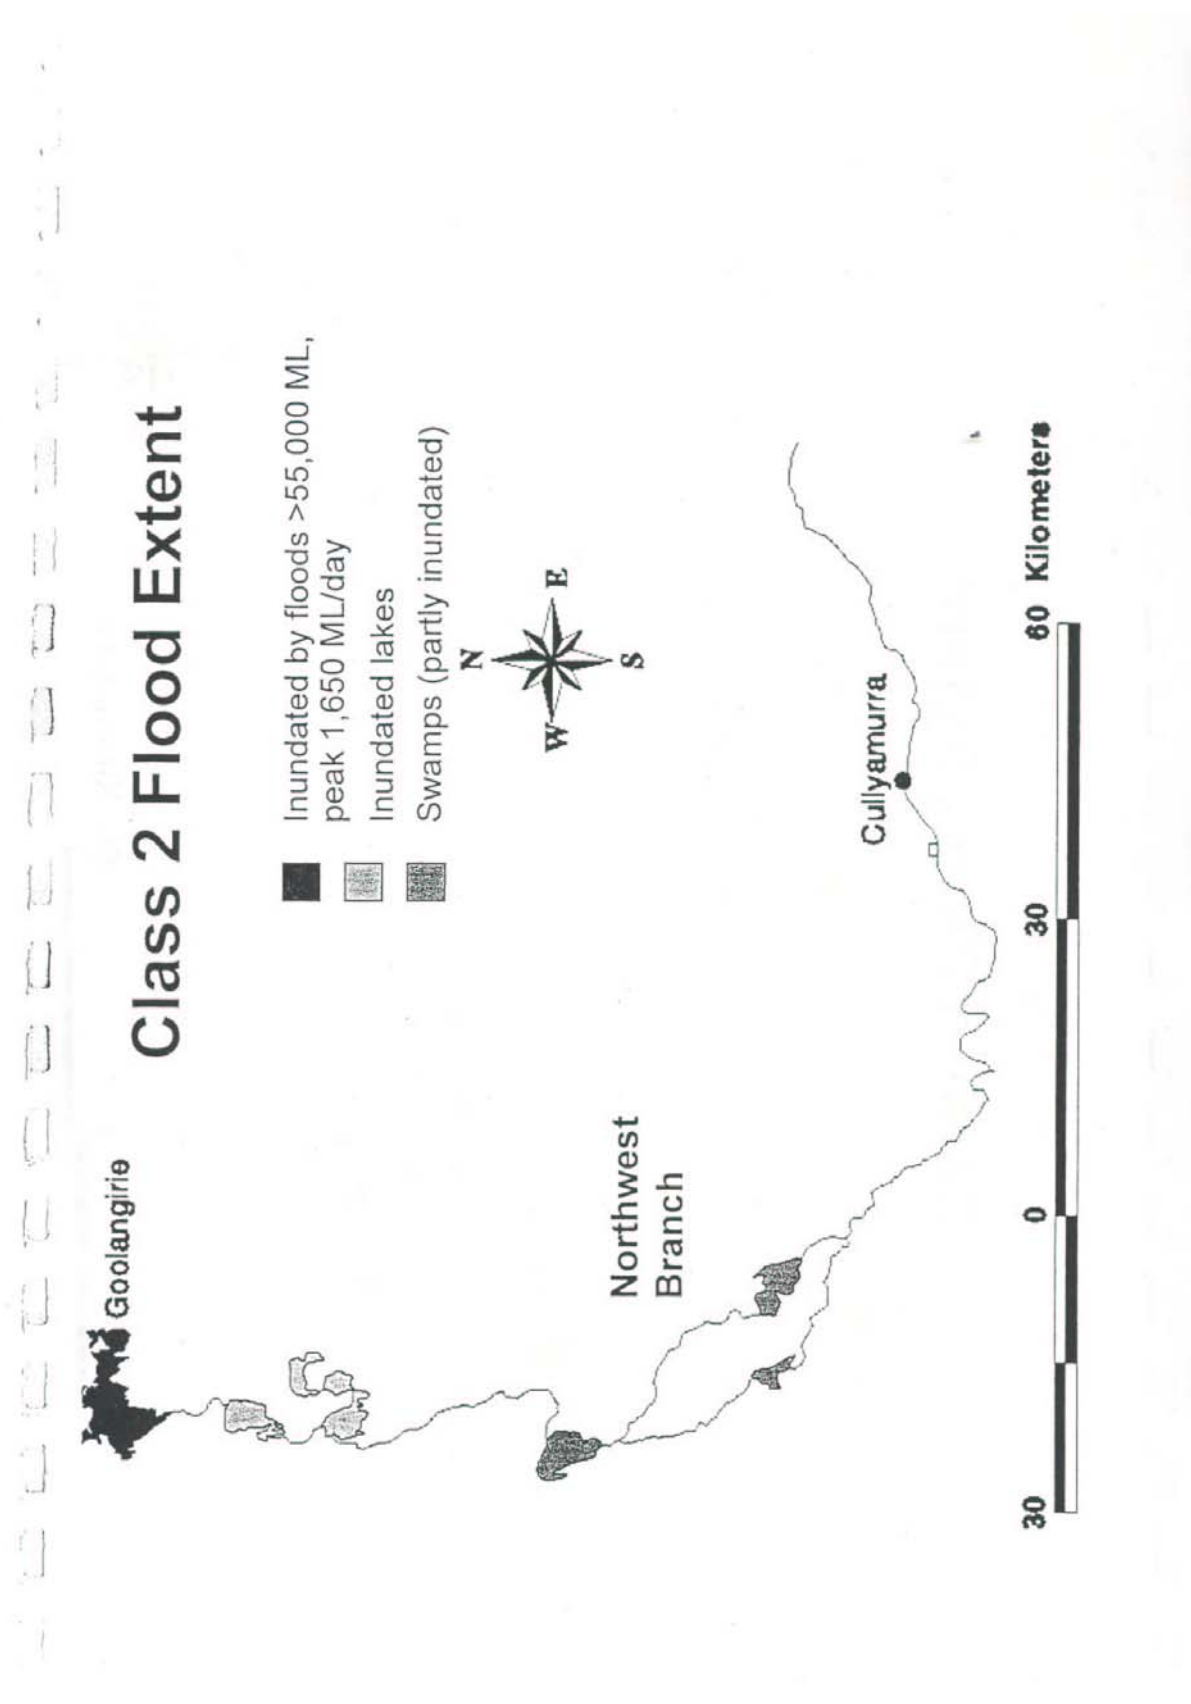 Class 2 Flood Extent
Goolangirie
Inundated by floods >55,000 ML,
peak 1,650 ML/day
Inundated lakes
Swamps (partly inundated)
N
W
E
S
Northwest
Branch
Cullyamurra
30
0
30
60 Kilometers